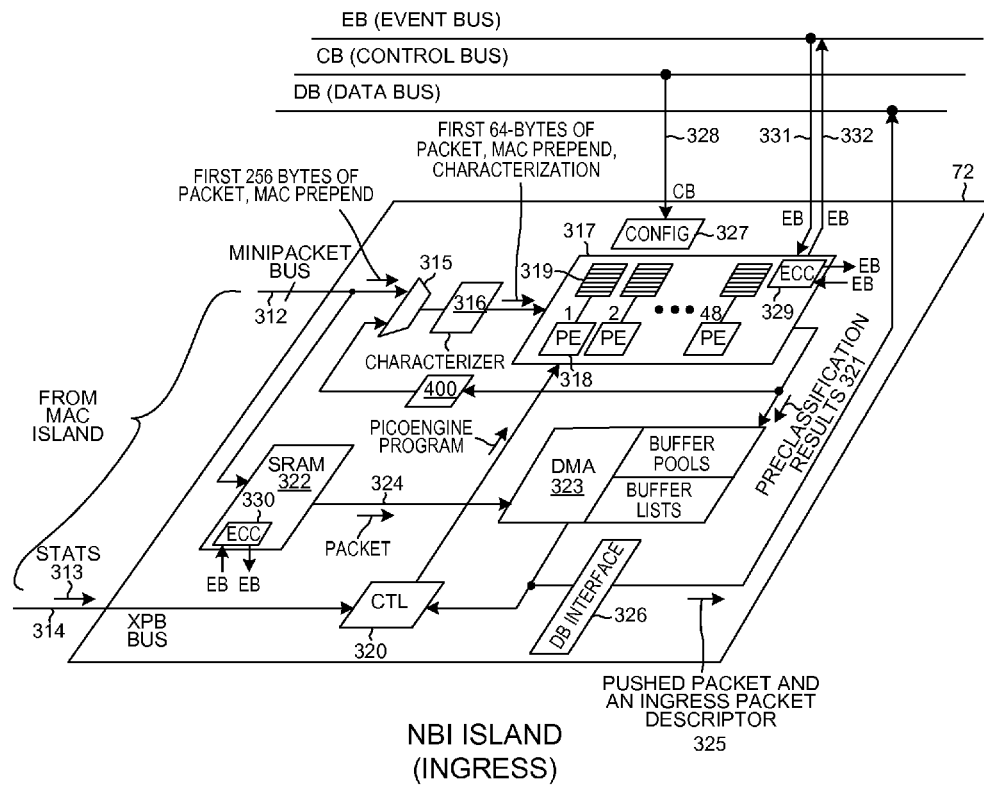 EB (EVENT BUS)
CB (CONTROL BUS)
DB (DATA BUS)
FIRST 64-BYTES OF
PACKET, MAC PREPEND,
CHARACTERIZATION
328
331
332
FIRST 256 BYTES OF
PACKET, MAC PREPEND
72
CB
EB
EB
MINIPACKET
BUS
312
315
316
CHARACTERIZER
400
317
CONFIG
327
319
ECC
EB
EB
329
1
2
48
PE
PE
PE
318
FROM
MAC
ISLAND
PICOENGINE
PROGRAM
PRECLASSIFICATION
RESULTS 321
SRAM
322
330
ECC
EB
EB
324
PACKET
DMA
323
BUFFER
POOLS
BUFFER
LISTS
STATS
313
314
XPB
BUS
CTL
320
DB INTERFACE
326
PUSHED PACKET AND
AN INGRESS PACKET
DESCRIPTOR
325
NBI ISLAND
(INGRESS)